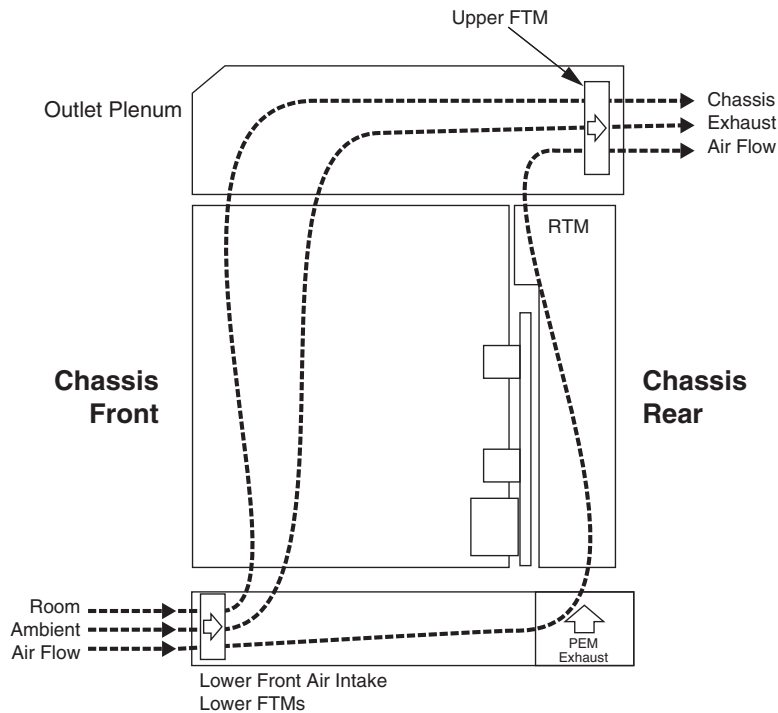 Upper FTM
Outlet Plenum
Chassis
Exhaust
Air Flow
RTM
Chassis
Front
Chassis
Rear
Room
Ambient
Air Flow
PEM
Exhaust
Lower Front Air Intake
Lower FTMs